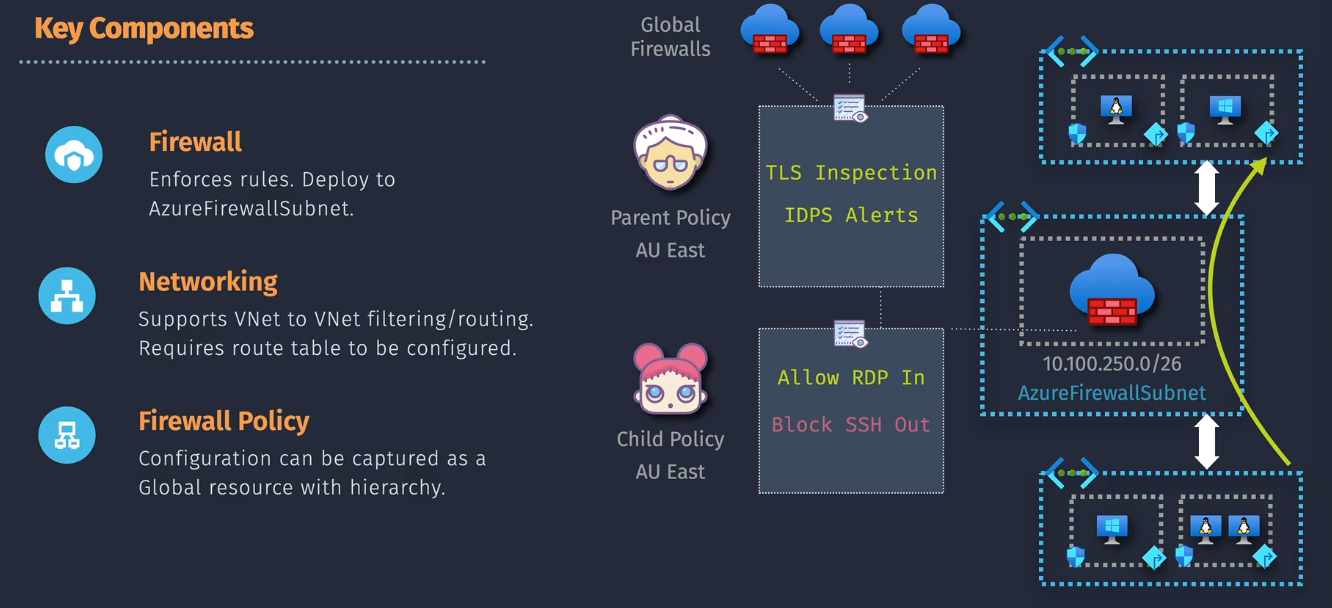 Key Components
Firewall
Enforces rules. Deploy to
AzureFirewallSubnet.
Networking
Supports VNet to VNet filtering/routing.
Requires route table to be configured.
Firewall Policy
Configuration can be captured as a
Global resource with hierarchy.
Global
Firewalls
Parent Policy
AU East
TLS Inspection
IDPS Alerts
Child Policy
AU East
Allow RDP In
Block SSH Out
10.100.250.0/26
AzureFirewallSubnet